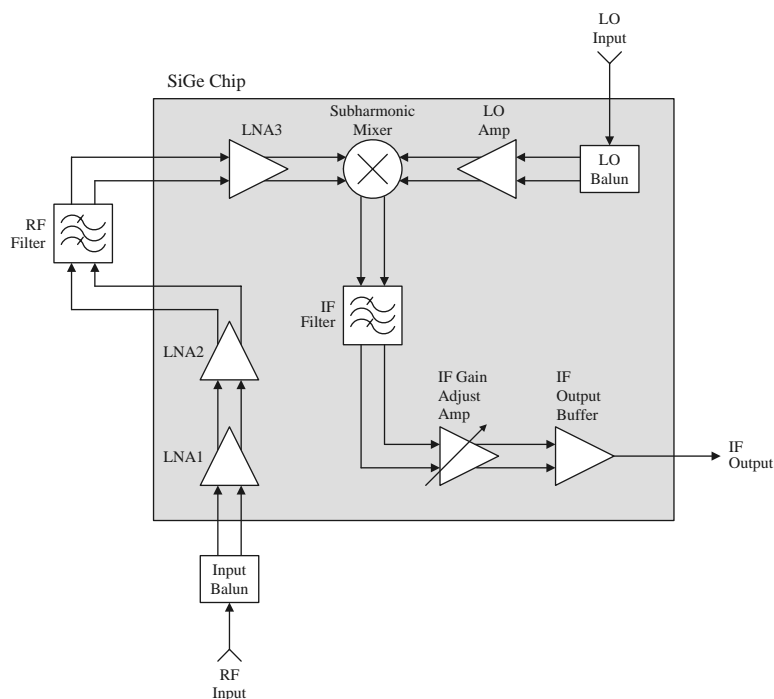 LO
Input
SiGe Chip
LNA3
Subharmonic
Mixer
LO
Amp
LO
Balun
RF
Filter
IF
Filter
LNA2
IF Gain
Adjust
Amp
IF
Output
Buffer
LNA1
IF
Output
Input
Balun
RF
Input